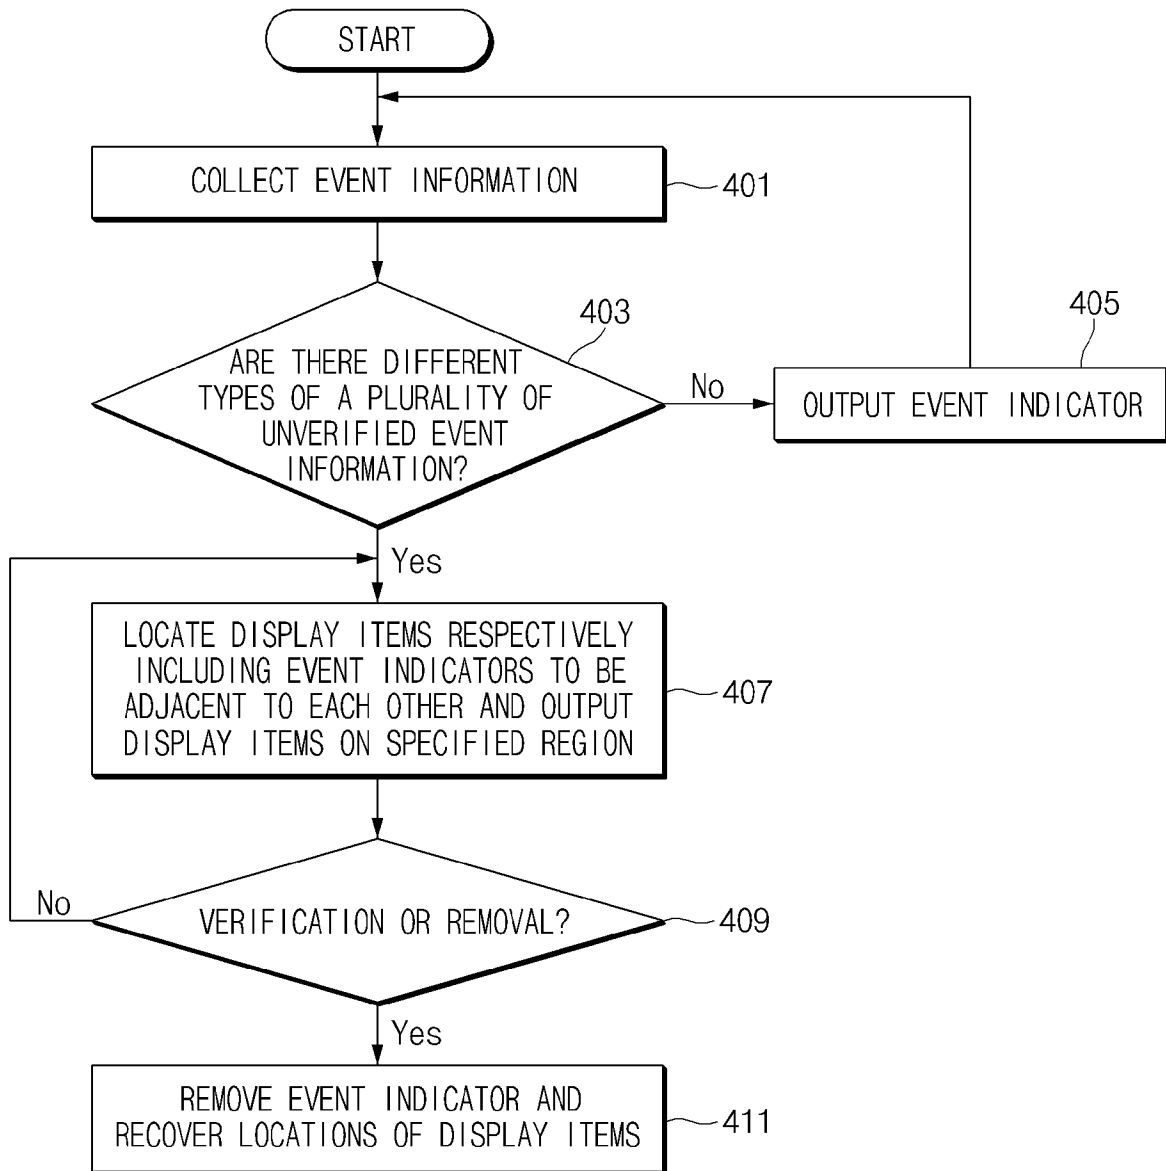 START
COLLECT EVENT INFORMATION
401
403
ARE THERE DIFFERENT
TYPES OF A PLURALITY OF
UNVERIFIED EVENT
INFORMATION?
No
405
OUTPUT EVENT INDICATOR
Yes
LOCATE DISPLAY ITEMS RESPECTIVELY
INCLUDING EVENT INDICATORS TO BE
ADJACENT TO EACH OTHER AND OUTPUT
DISPLAY ITEMS ON SPECIFIED REGION
407
No
VERIFICATION OR REMOVAL?
409
Yes
REMOVE EVENT INDICATOR AND
RECOVER LOCATIONS OF DISPLAY ITEMS
411